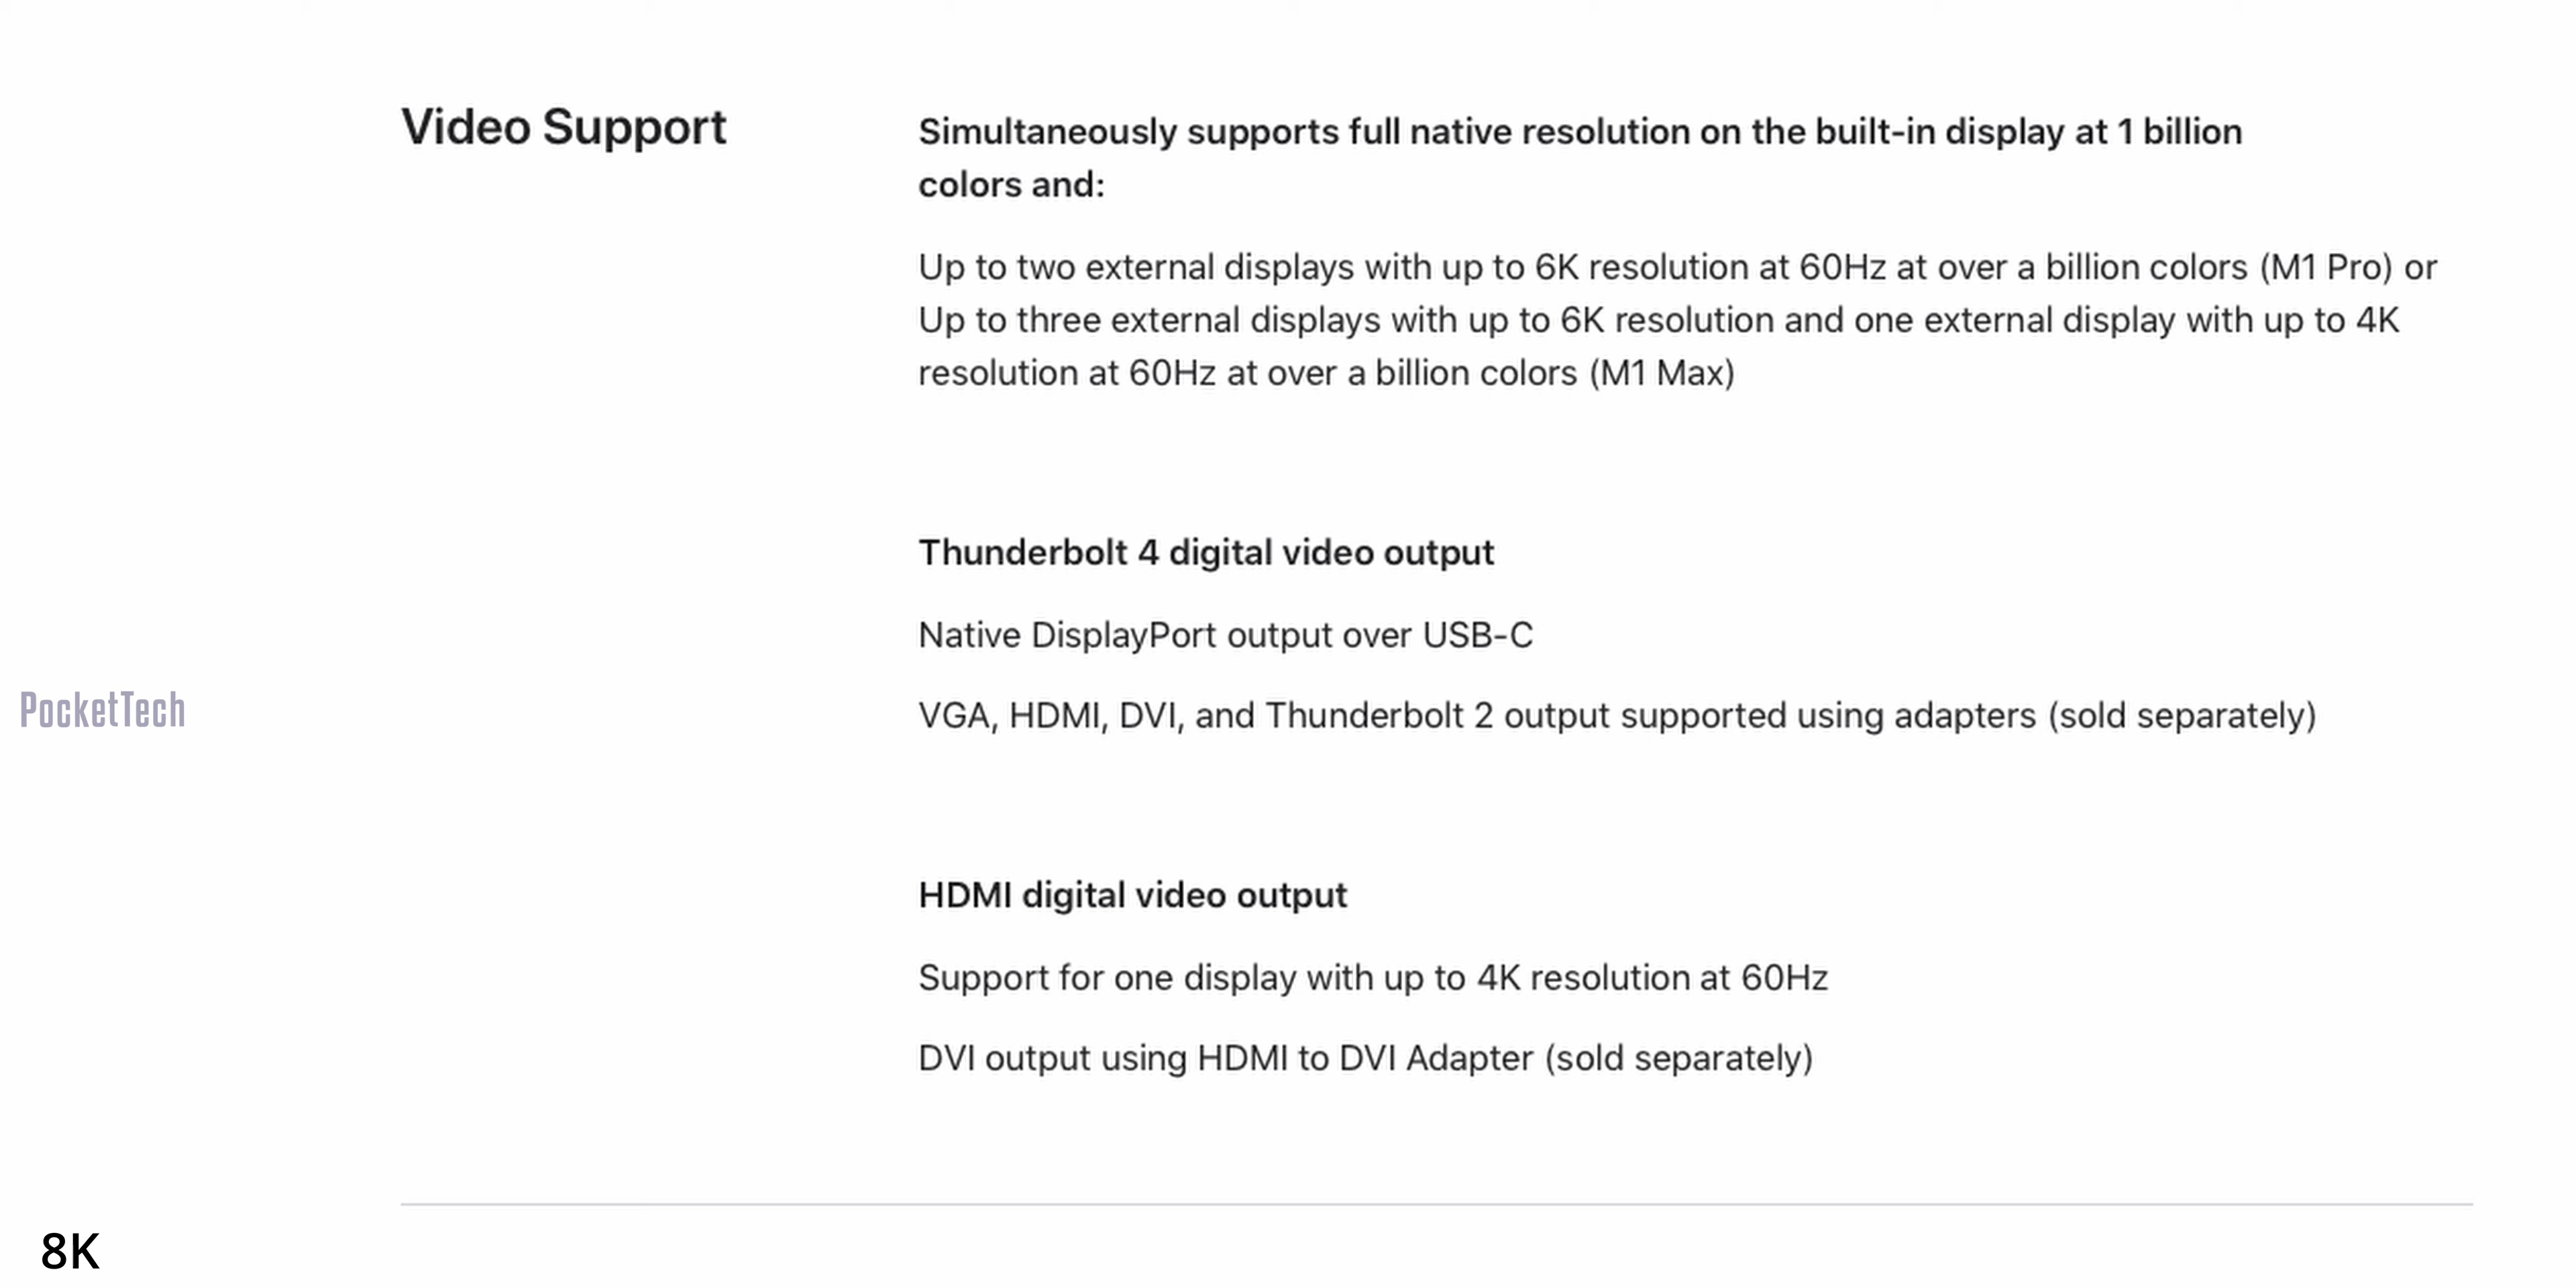 Video Support
Simultaneously supports full native resolution on the built-in display at 1 billion
colors and:
Up to two external displays with up to 6K resolution at 60Hz at over a billion colors (M1 Pro) or
Up to three external displays with up to 6K resolution and one external display with up to 4K
resolution at 60Hz at over a billion colors (M1 Max)
Thunderbolt 4 digital video output
Native DisplayPort output over USB-C
VGA, HDMI, DVI, and Thunderbolt 2 output supported using adapters (sold separately)
HDMI digital video output
Support for one display with up to 4K resolution at 60Hz
DVI output using HDMI to DVI Adapter (sold separately)
PocketTech
8K